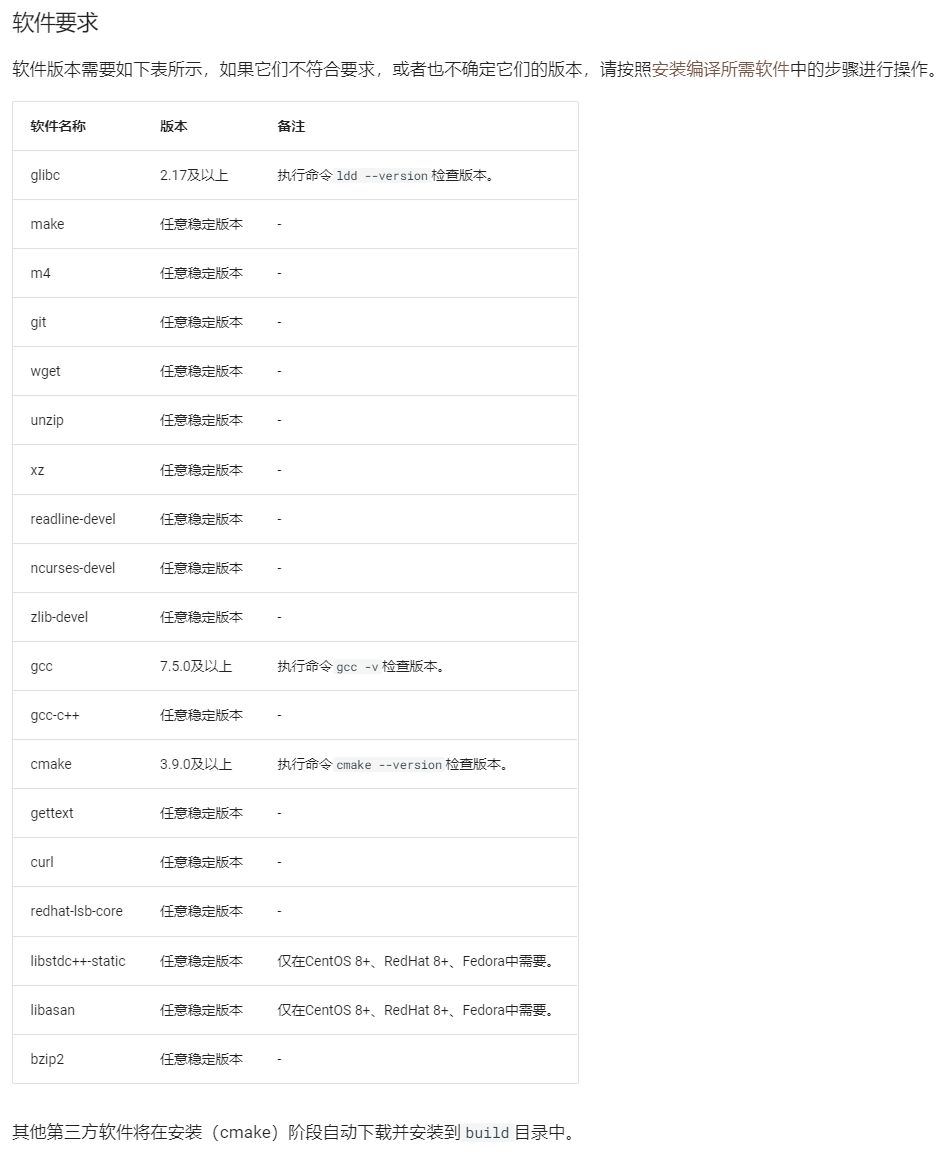 软件要求
软件版本需要如下表所示，如果它们不符合要求，或者也不确定它们的版本，请按照安装编译所需软件中的步骤进行操作。
软件名称 版本 备注
glibc 2.17及以上 执行命令 ldd --version 检查版本。
make 任意稳定版本 -
m4 任意稳定版本 -
git 任意稳定版本 -
wget 任意稳定版本 -
unzip 任意稳定版本 -
xz 任意稳定版本 -
readline-devel 任意稳定版本 -
ncurses-devel 任意稳定版本 -
zlib-devel 任意稳定版本 -
gcc 7.5.0及以上 执行命令 gcc -v 检查版本。
gcc-c++ 任意稳定版本 -
cmake 3.9.0及以上 执行命令 cmake --version 检查版本。
gettext 任意稳定版本 -
curl 任意稳定版本 -
redhat-lsb-core 任意稳定版本 -
libstdc++-static 任意稳定版本 仅在CentOS 8+、RedHat 8+、Fedora中需要。
libasan 任意稳定版本 仅在CentOS 8+、RedHat 8+、Fedora中需要。
bzip2 任意稳定版本 -
其他第三方软件将在安装（cmake）阶段自动下载并安装到 build 目录中。